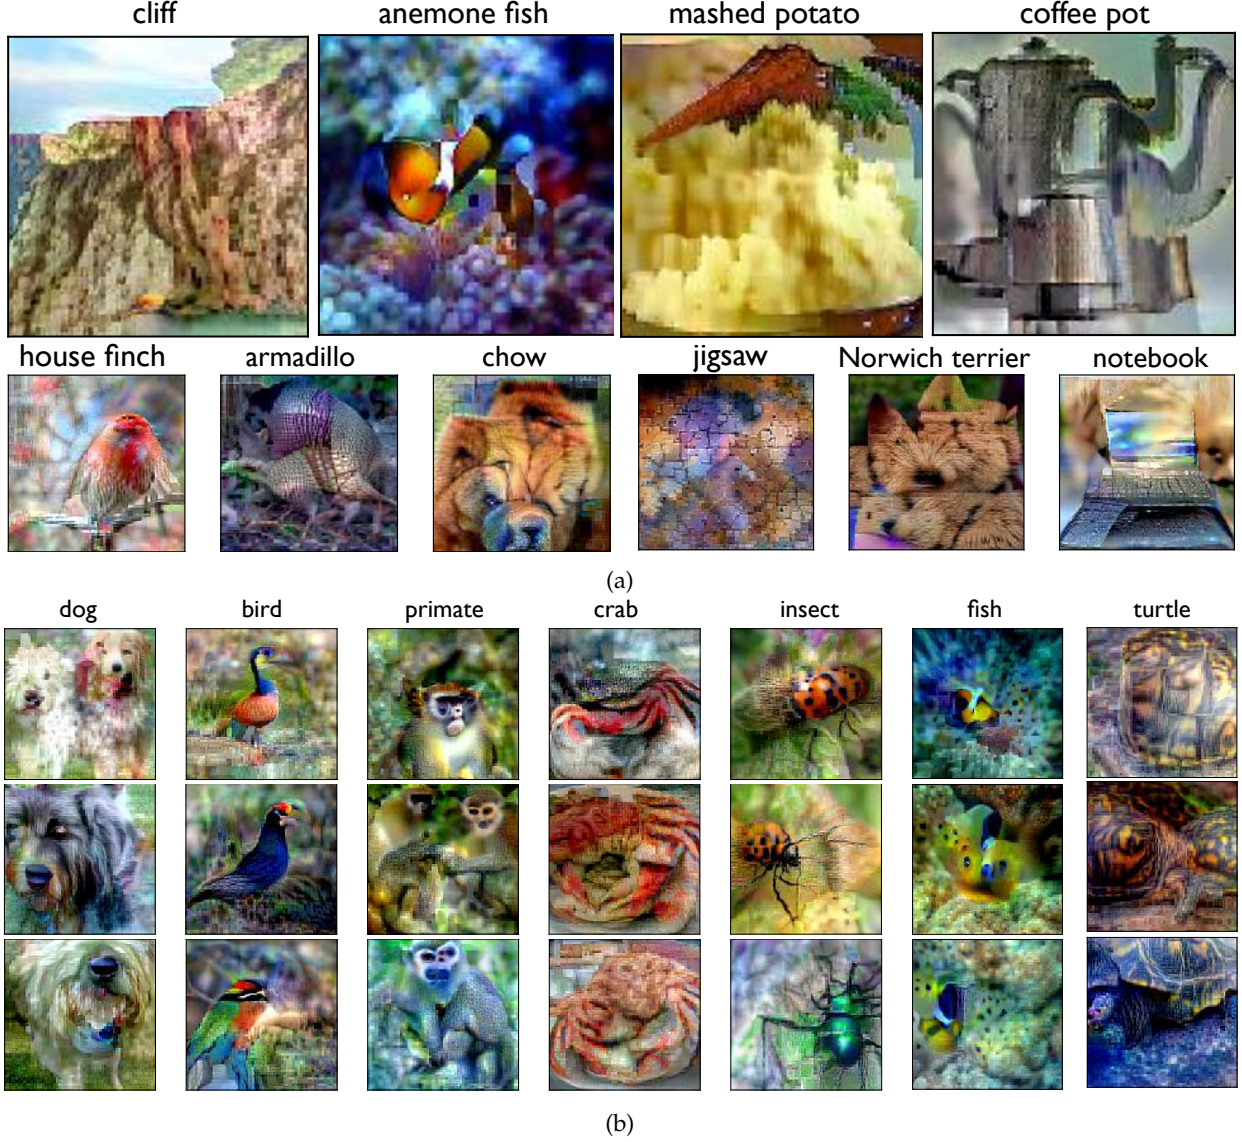 cliff anemone fish mashed potato coffee pot
house finch armadillo chow jigsaw Norwich terrier notebook
(a)
dog bird primate crab insect fish turtle
(b)